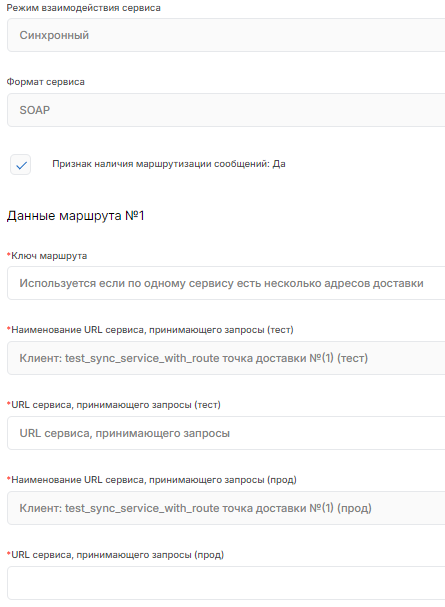 Режим взаимодействия сервиса
Синхронный
Формат сервиса
SOAP
Признак наличия маршрутизации сообщений: Да
Данные маршрута №1
*Ключ маршрута
Используется если по одному сервису есть несколько адресов доставки
*Наименование URL сервиса, принимающего запросы (тест)
Клиент: test_sync_service_with_route точка доставки №(1) (тест)
*URL сервиса, принимающего запросы (тест)
URL сервиса, принимающего запросы
*Наименование URL сервиса, принимающего запросы (прод)
Клиент: test_sync_service_with_route точка доставки №(1) (прод)
*URL сервиса, принимающего запросы (прод)